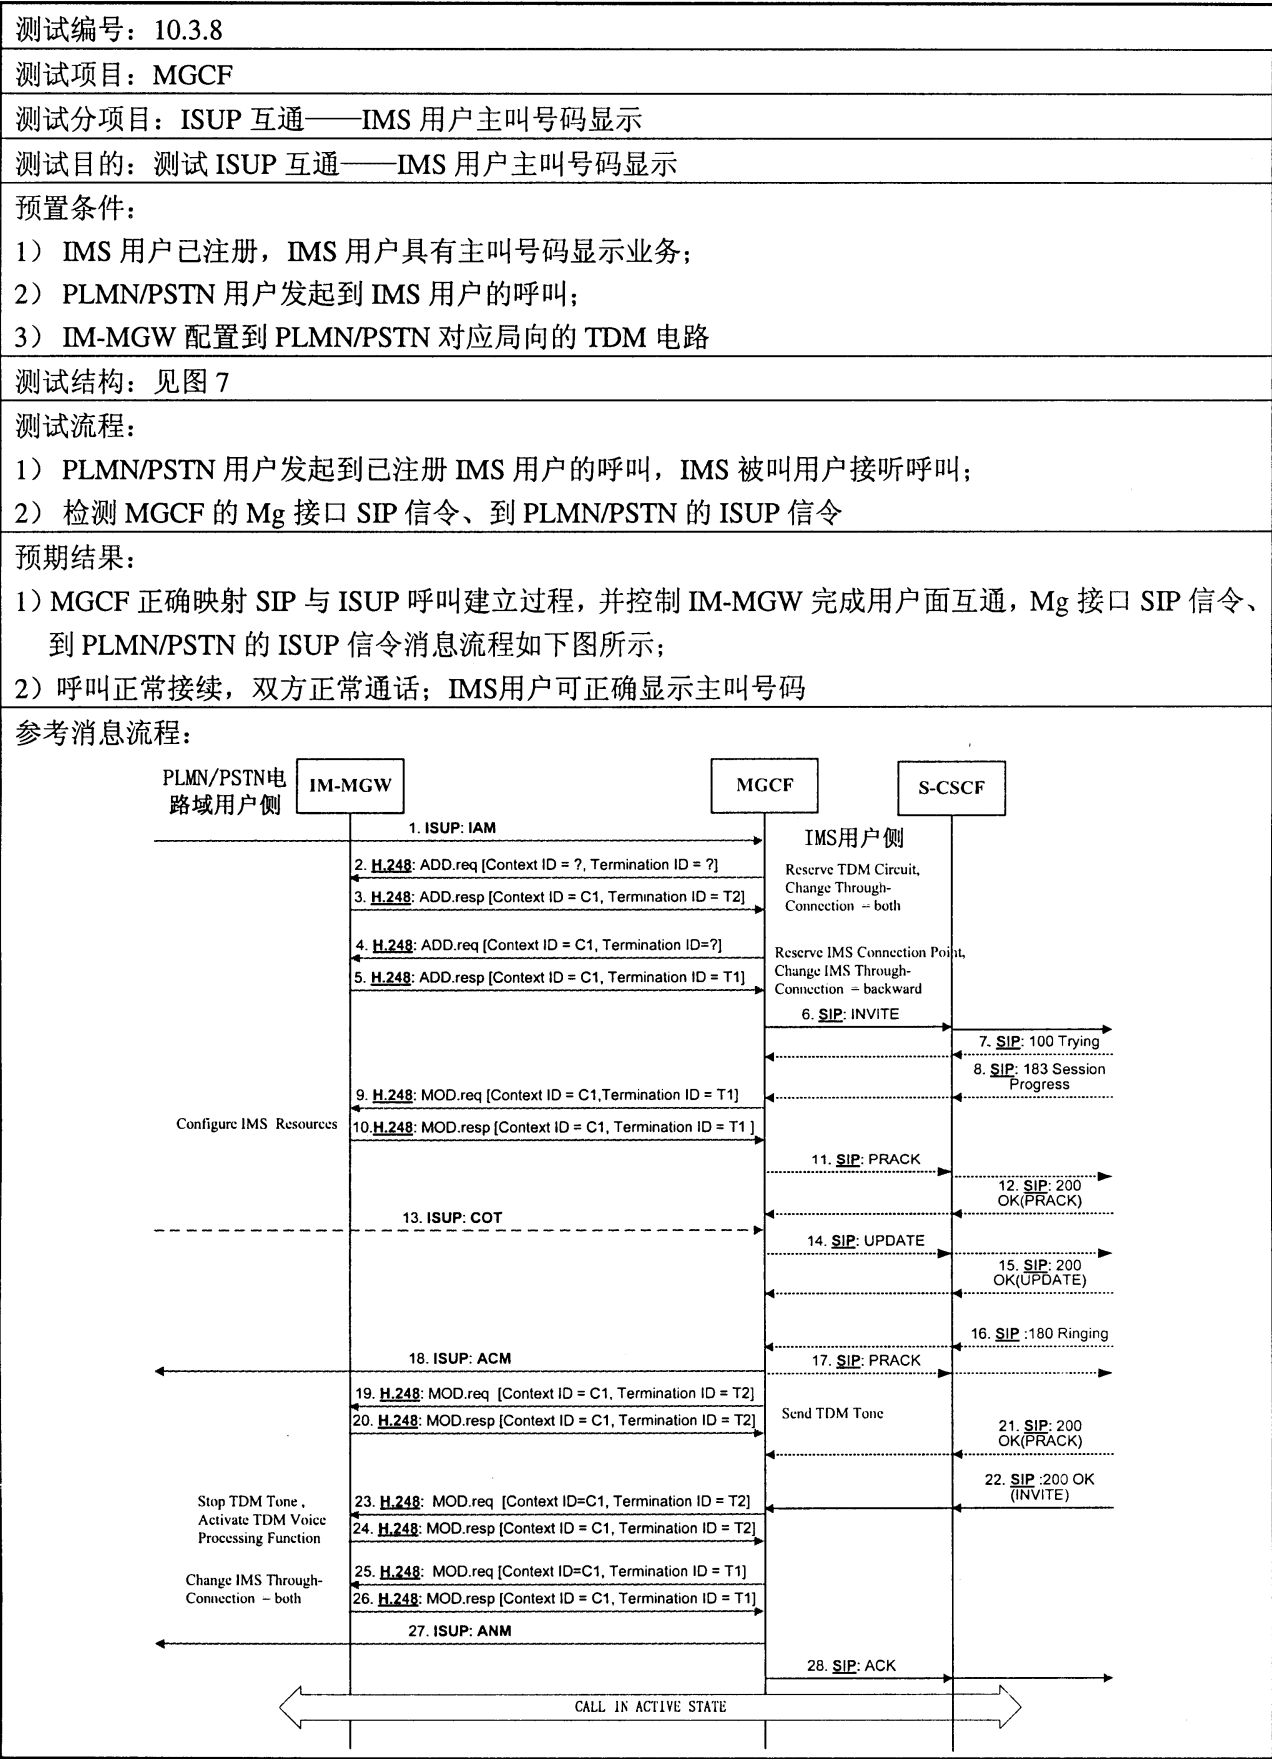 测试编号：10.3.8
测试项目：MGCF
测试分项目：ISUP 互通——IMS 用户主叫号码显示
测试目的：测试 ISUP 互通——IMS 用户主叫号码显示
预置条件：
1） IMS 用户已注册，IMS 用户具有主叫号码显示业务；
2） PLMN/PSTN 用户发起到 IMS 用户的呼叫；
3） IM-MGW 配置到 PLMN/PSTN 对应局向的 TDM 电路
测试结构：见图 7
测试流程：
1） PLMN/PSTN 用户发起到已注册 IMS 用户的呼叫，IMS 被叫用户接听呼叫；
2） 检测 MGCF 的 Mg 接口 SIP 信令、到 PLMN/PSTN 的 ISUP 信令
预期结果：
1）MGCF 正确映射 SIP 与 ISUP 呼叫建立过程，并控制 IM-MGW 完成用户面互通，Mg 接口 SIP 信令、
到 PLMN/PSTN 的 ISUP 信令消息流程如下图所示；
2）呼叫正常接续，双方正常通话；IMS用户可正确显示主叫号码
参考消息流程：
PLMN/PSTN电
路域用户侧
IM-MGW
MGCF
S-CSCF
1. ISUP: IAM
IMS用户侧
2. H.248: ADD.req [Context ID = ?, Termination ID = ?]
Reserve TDM Circuit,
Change Through-
Connection = both
3. H.248: ADD.resp [Context ID = C1, Termination ID = T2]
4. H.248: ADD.req [Context ID = C1, Termination ID=?]
Reserve IMS Connection Point,
Change IMS Through-
Connection = backward
5. H.248: ADD.resp [Context ID = C1, Termination ID = T1]
6. SIP: INVITE
7. SIP: 100 Trying
8. SIP: 183 Session
Progress
9. H.248: MOD.req [Context ID = C1,Termination ID = T1]
Configure IMS Resources
10.H.248: MOD.resp [Context ID = C1, Termination ID = T1 ]
11. SIP: PRACK
12. SIP: 200
OK(PRACK)
13. ISUP: COT
14. SIP: UPDATE
15. SIP: 200
OK(UPDATE)
16. SIP :180 Ringing
18. ISUP: ACM
17. SIP: PRACK
19. H.248: MOD.req [Context ID = C1, Termination ID = T2]
Send TDM Tone
20. H.248: MOD.resp [Context ID = C1, Termination ID = T2]
21. SIP: 200
OK(PRACK)
22. SIP :200 OK
(INVITE)
Stop TDM Tone ,
Activate TDM Voice
Processing Function
23. H.248: MOD.req [Context ID=C1, Termination ID = T2]
24. H.248: MOD.resp [Context ID = C1, Termination ID = T2]
Change IMS Through-
Connection – both
25. H.248: MOD.req [Context ID=C1, Termination ID = T1]
26. H.248: MOD.resp [Context ID = C1, Termination ID = T1]
27. ISUP: ANM
28. SIP: ACK
CALL IN ACTIVE STATE